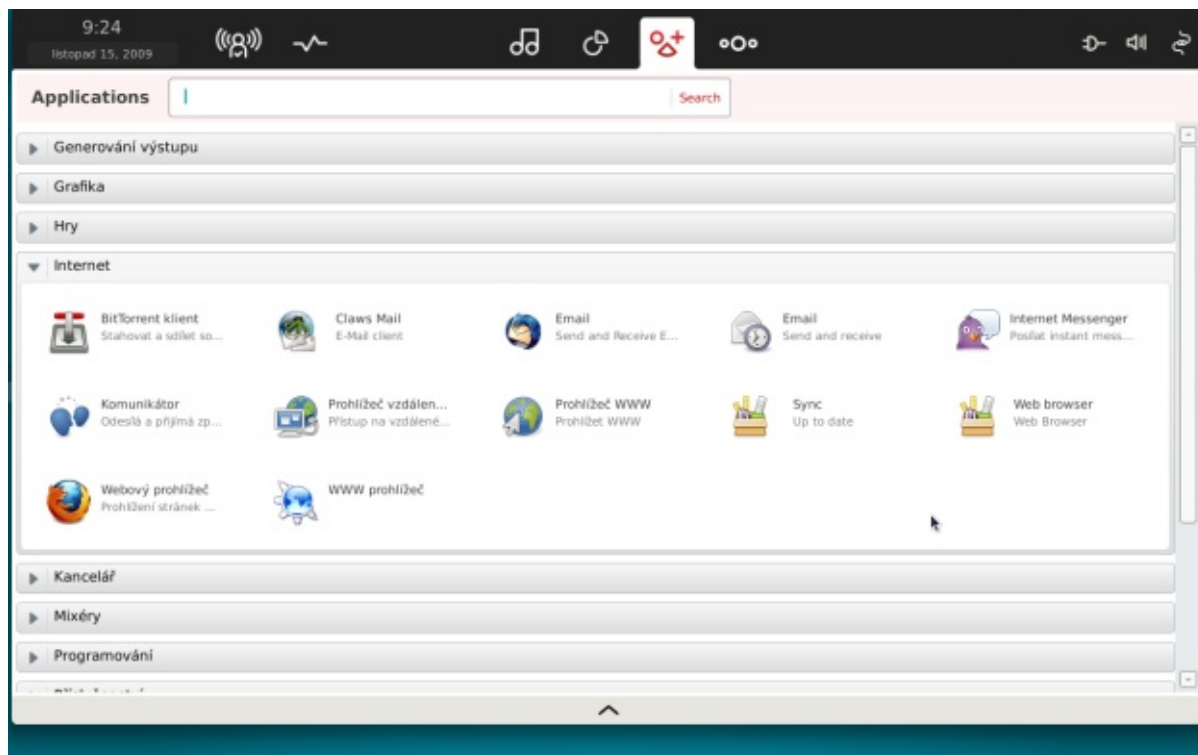 9:24
listopad 15, 2009
Applications
Search
Generování výstupu
Grafika
Hry
Internet
BitTorrent klient
Stahovat a sdílet so...
Claws Mail
E-Mail client
Email
Send and Receive E...
Email
Send and receive
Internet Messenger
Posílat instant mess...
Komunikátor
Odesílá a přijímá zp...
Prohlížeč vzdálen...
Přístup na vzdálené...
Prohlížeč WWW
Prohlížet WWW
Sync
Up to date
Web browser
Web Browser
Webový prohlížeč
Prohlížení stránek ...
WWW prohlížeč
Kancelář
Mixéry
Programování